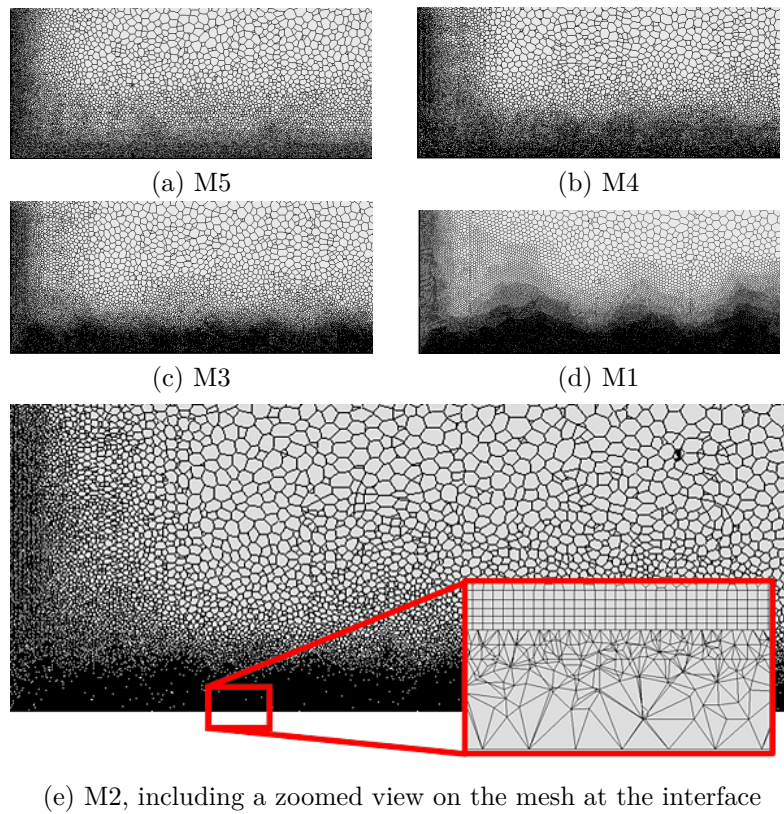 (a) M5
(b) M4
(c) M3
(d) M1
(e) M2, including a zoomed view on the mesh at the interface